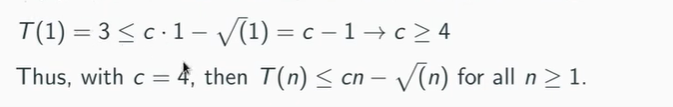 T(1) = 3 ≤ c · 1 − √(1) = c − 1 → c ≥ 4
Thus, with c = 4, then T(n) ≤ cn − √(n) for all n ≥ 1.